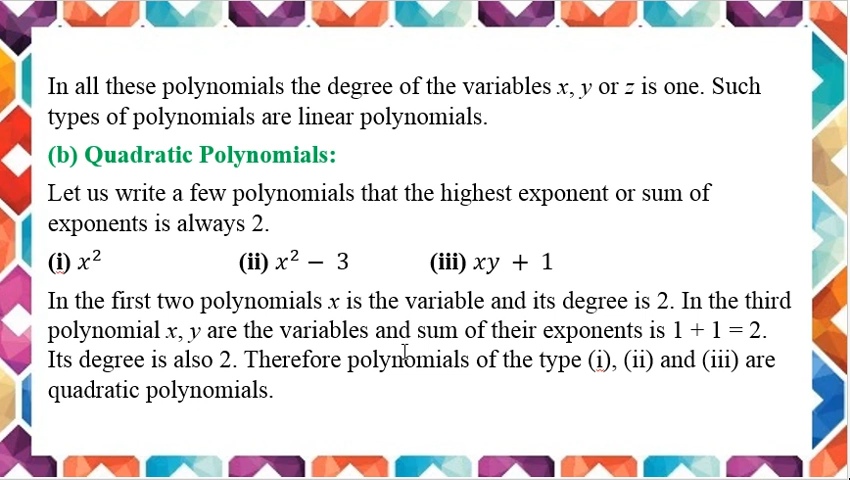 In all these polynomials the degree of the variables x, y or z is one. Such
types of polynomials are linear polynomials.
(b) Quadratic Polynomials:
Let us write a few polynomials that the highest exponent or sum of
exponents is always 2.
(i) x² (ii) x² − 3 (iii) xy + 1
In the first two polynomials x is the variable and its degree is 2. In the third
polynomial x, y are the variables and sum of their exponents is 1 + 1 = 2.
Its degree is also 2. Therefore polynomials of the type (i), (ii) and (iii) are
quadratic polynomials.